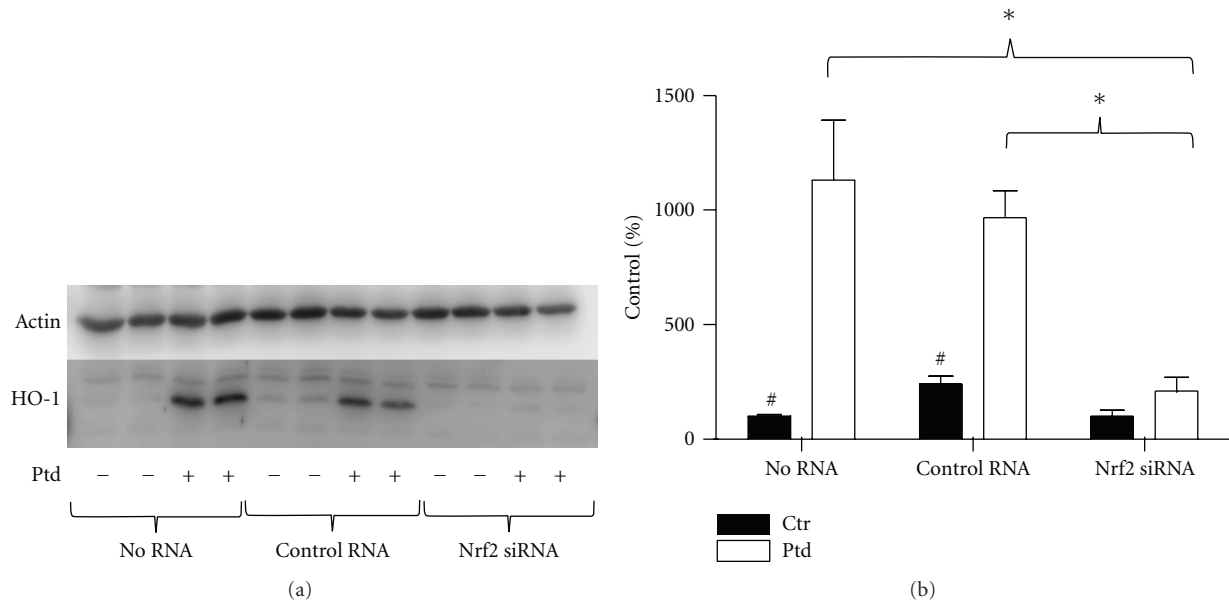 Actin
HO-1
Ptd − − + + − − + + − − + +
No RNA Control RNA Nrf2 siRNA
(a)
*
*
1500
1000
500
0
Control (%)
#
#
No RNA Control RNA Nrf2 siRNA
Ctr
Ptd
(b)